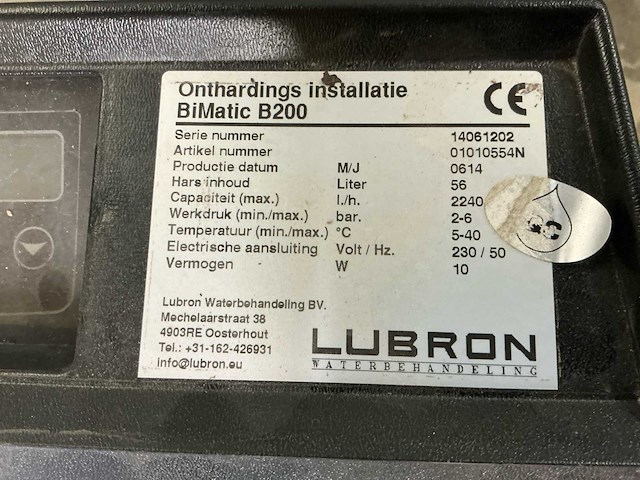 Onthardings installatie
BiMatic B200
CE
Serie nummer 14061202
Artikel nummer 01010554N
Productie datum M/J 0614
Hars inhoud Liter 56
Capaciteit (max.) l./h. 2240
Werkdruk (min./max.) bar. 2-6
Temperatuur (min./max.) °C 5-40
Electrische aansluiting Volt / Hz. 230 / 50
Vermogen W 10
Lubron Waterbehandeling BV.
Mechelaarstraat 38
4903RE Oosterhout
Tel.: +31-162-426931
info@lubron.eu
LUBRON
WATERBEHANDELING